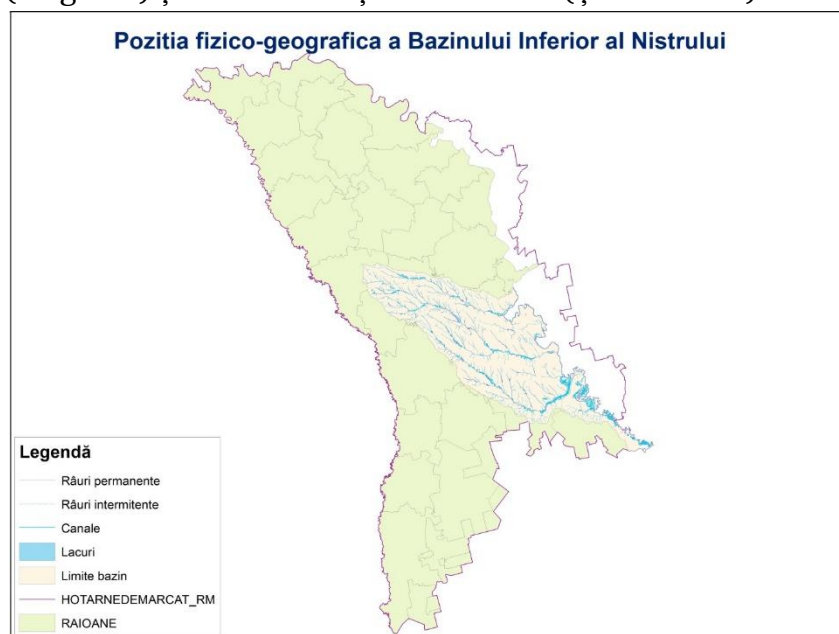 Pozitia fizico-geografica a Bazinului Inferior al Nistrului
Legendă
Râuri permanente
Râuri intermitente
Canale
Lacuri
Limite bazin
HOTARNEDEMARCAT_RM
RAIOANE